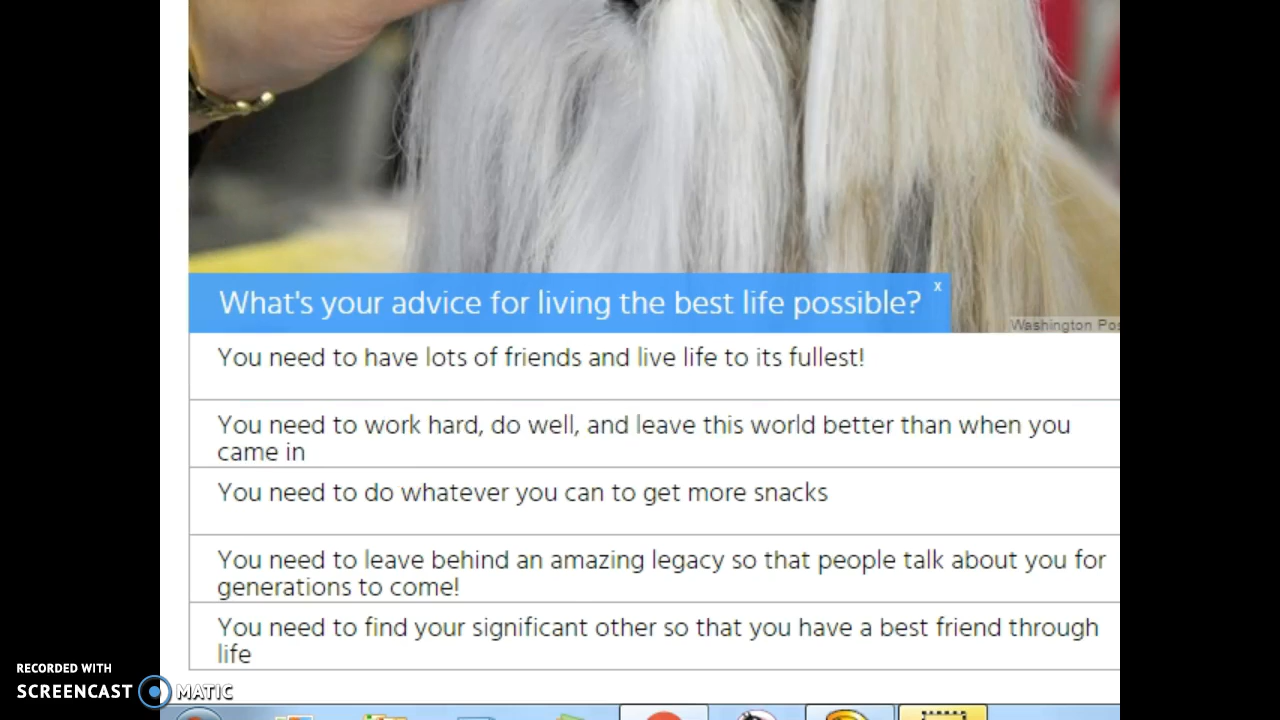 What's your advice for living the best life possible?
x
Washington Pos
You need to have lots of friends and live life to its fullest!
You need to work hard, do well, and leave this world better than when you
came in
You need to do whatever you can to get more snacks
You need to leave behind an amazing legacy so that people talk about you for
generations to come!
You need to find your significant other so that you have a best friend through
life
RECORDED WITH
SCREENCAST MATIC